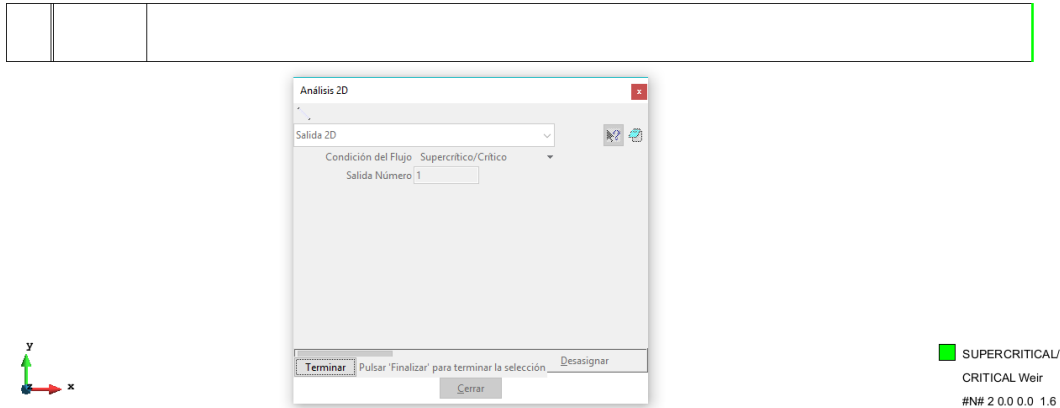 Análisis 2D
x
Salida 2D
Condición del Flujo Supercrítico/Crítico
Salida Número 1
Terminar Pulsar 'Finalizar' para terminar la selección Desasignar
Cerrar
y
x
SUPERCRITICAL/
CRITICAL Weir
#N# 2 0.0 0.0 1.6